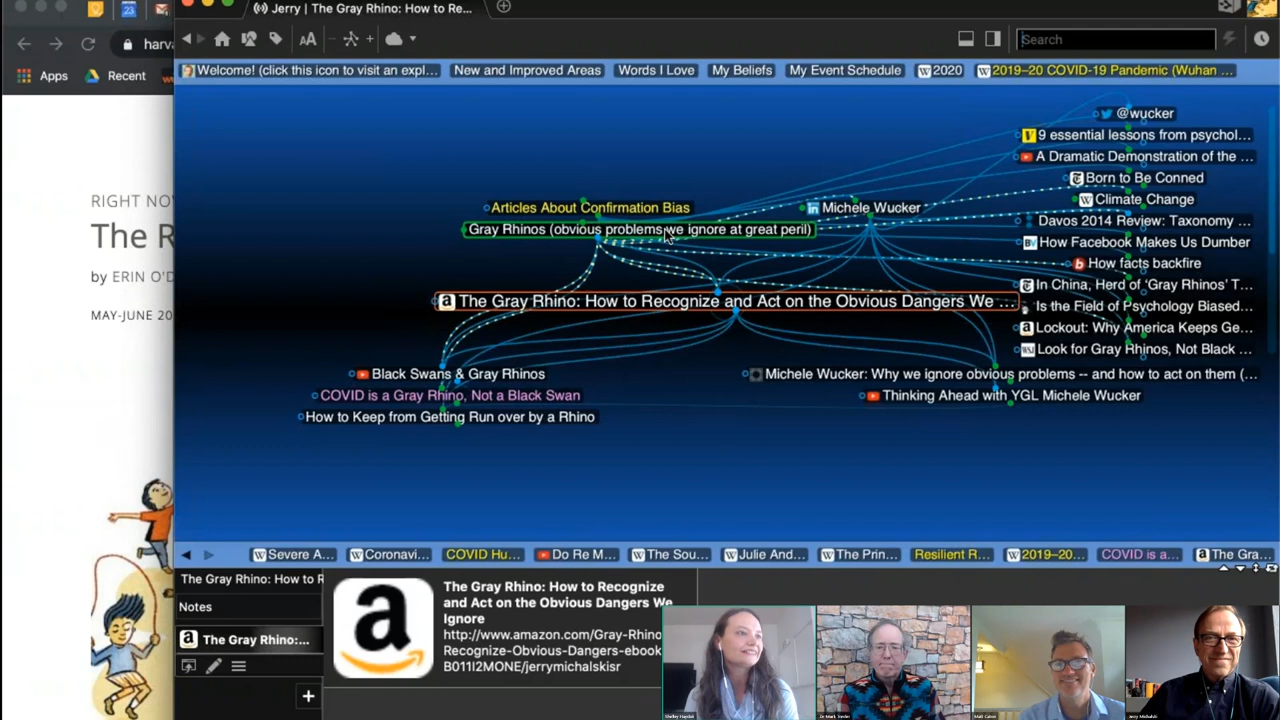 Jerry | The Gray Rhino: How to Re...
harv
Search
Apps
Recent
Welcome! (click this icon to visit an expl...
New and Improved Areas
Words I Love
My Beliefs
My Event Schedule
2020
2019–20 COVID-19 Pandemic (Wuhan ...
@wucker
9 essential lessons from psychol...
A Dramatic Demonstration of the ...
Born to Be Conned
Climate Change
Articles About Confirmation Bias
Michele Wucker
Gray Rhinos (obvious problems we ignore at great peril)
Davos 2014 Review: Taxonomy ...
How Facebook Makes Us Dumber
How facts backfire
In China, Herd of ‘Gray Rhinos’ T...
The Gray Rhino: How to Recognize and Act on the Obvious Dangers We ...
Is the Field of Psychology Biased...
Lockout: Why America Keeps Ge...
Look for Gray Rhinos, Not Black ...
Black Swans & Gray Rhinos
Michele Wucker: Why we ignore obvious problems -- and how to act on them (...
COVID is a Gray Rhino, Not a Black Swan
Thinking Ahead with YGL Michele Wucker
How to Keep from Getting Run over by a Rhino
RIGHT NO
The R
by ERIN O'D
MAY-JUNE 20
Severe A...
Coronavi...
COVID Hu...
Do Re M...
The Sou...
Julie And...
The Prin...
Resilient R...
2019–20...
COVID is a...
The Gra...
The Gray Rhino: How to R
Notes
The Gray Rhino:...
The Gray Rhino: How to Recognize
and Act on the Obvious Dangers We
Ignore
http://www.amazon.com/Gray-Rhino
Recognize-Obvious-Dangers-ebook
B011I2MONE/jerrymichalskisr